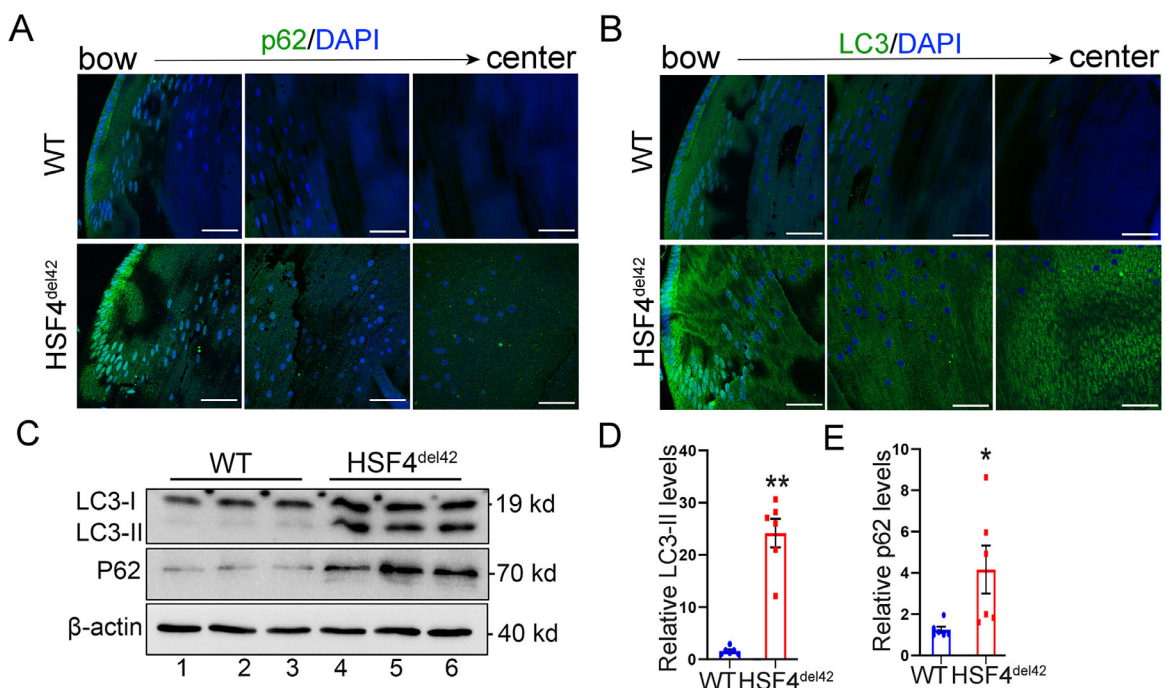 A
p62/DAPI
bow
center
WT
HSF4del42
B
LC3/DAPI
bow
center
WT
HSF4del42
C
WT
HSF4del42
LC3-I
19 kd
LC3-II
P62
70 kd
β-actin
40 kd
1 2 3 4 5 6
D
Relative LC3-II levels
40
30
20
10
0
**
WT HSF4del42
E
Relative p62 levels
10
8
6
4
2
0
*
WT HSF4del42